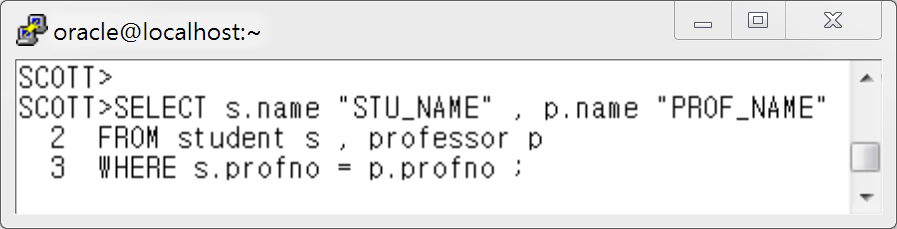 oracle@localhost:~
SCOTT>
SCOTT>SELECT s.name "STU_NAME" , p.name "PROF_NAME"
  2  FROM student s , professor p
  3  WHERE s.profno = p.profno ;